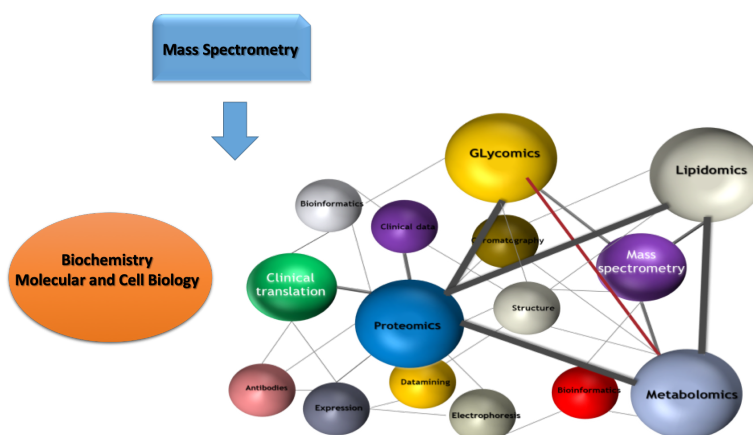 Mass Spectrometry
GLycomics
Lipidomics
Bioinformatics
Clinical data
Chromatography
Mass
spectrometry
Biochemistry
Molecular and Cell Biology
Clinical
translation
Structure
Proteomics
Antibodies
Datamining
Bioinformatics
Metabolomics
Expression
Electrophoresis